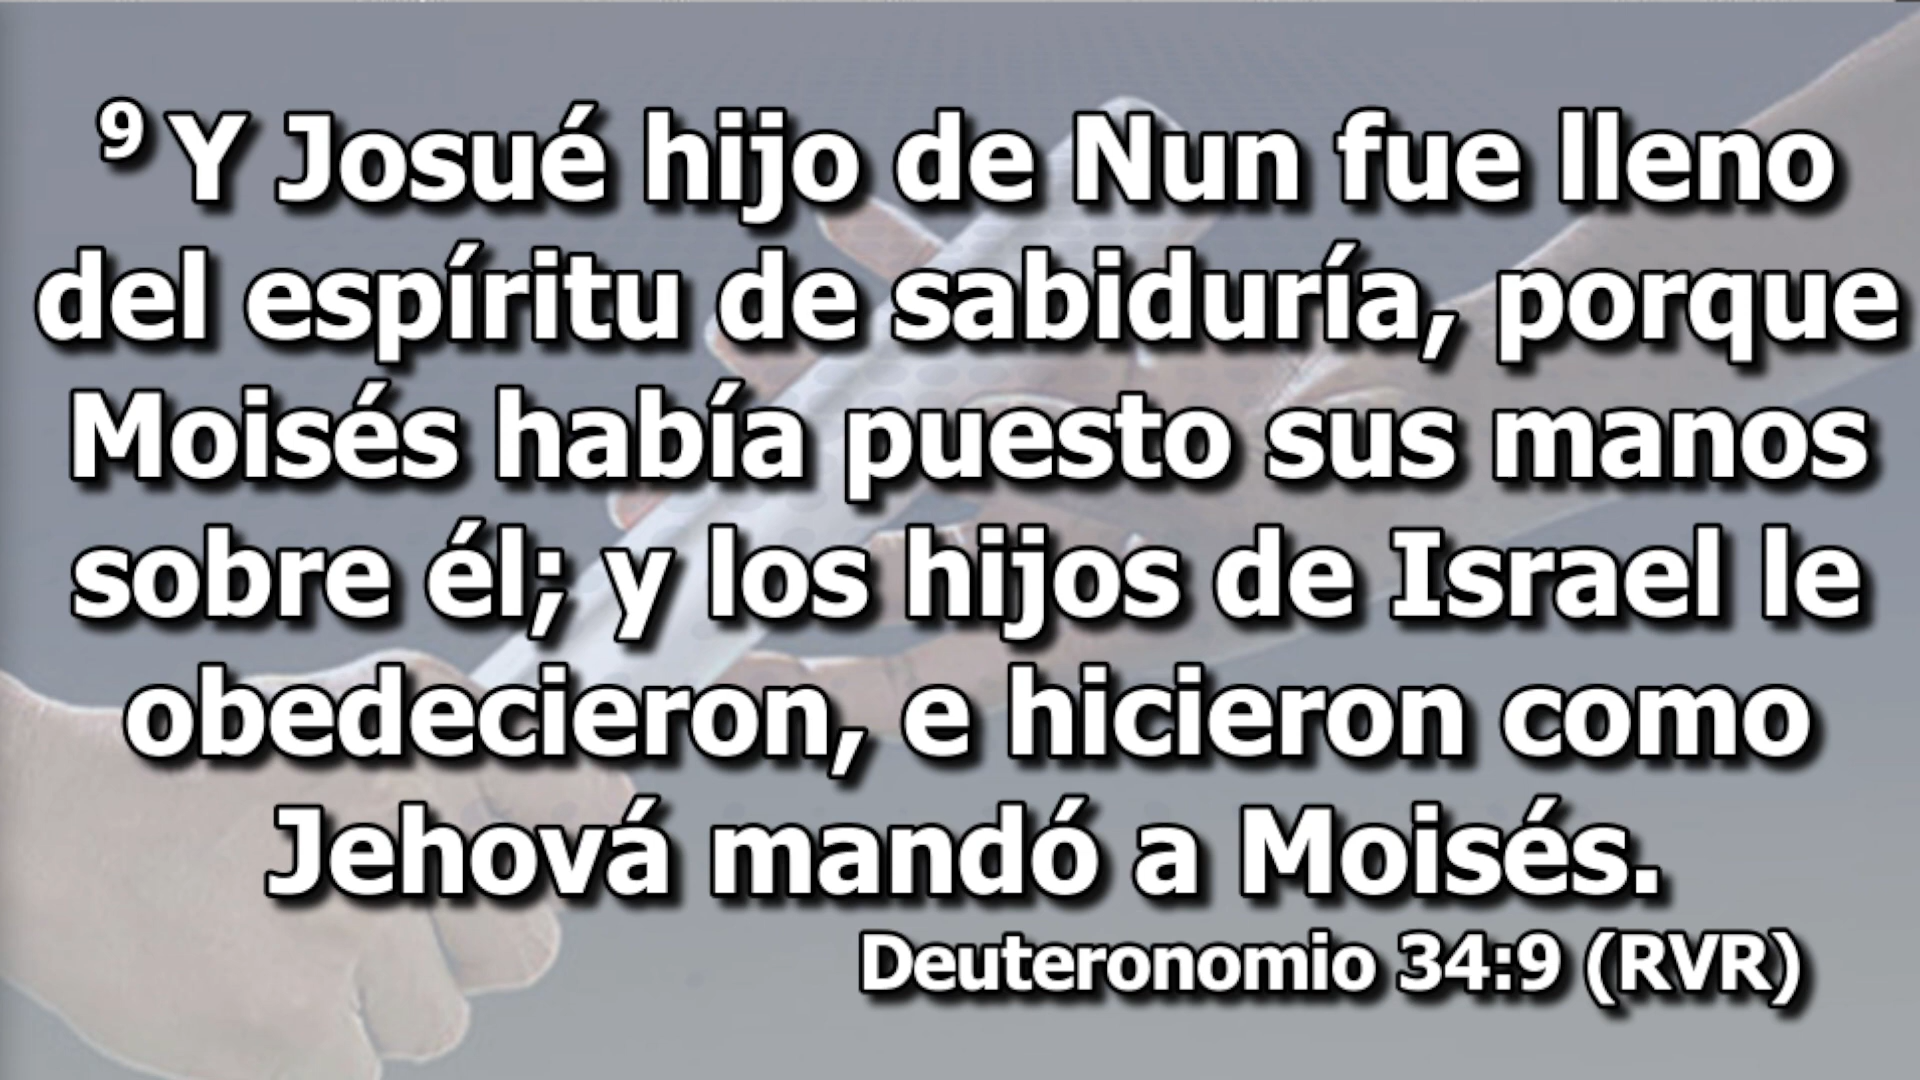 9 Y Josué hijo de Nun fue lleno
del espíritu de sabiduría, porque
Moisés había puesto sus manos
sobre él; y los hijos de Israel le
obedecieron, e hicieron como
Jehová mandó a Moisés.
Deuteronomio 34:9 (RVR)